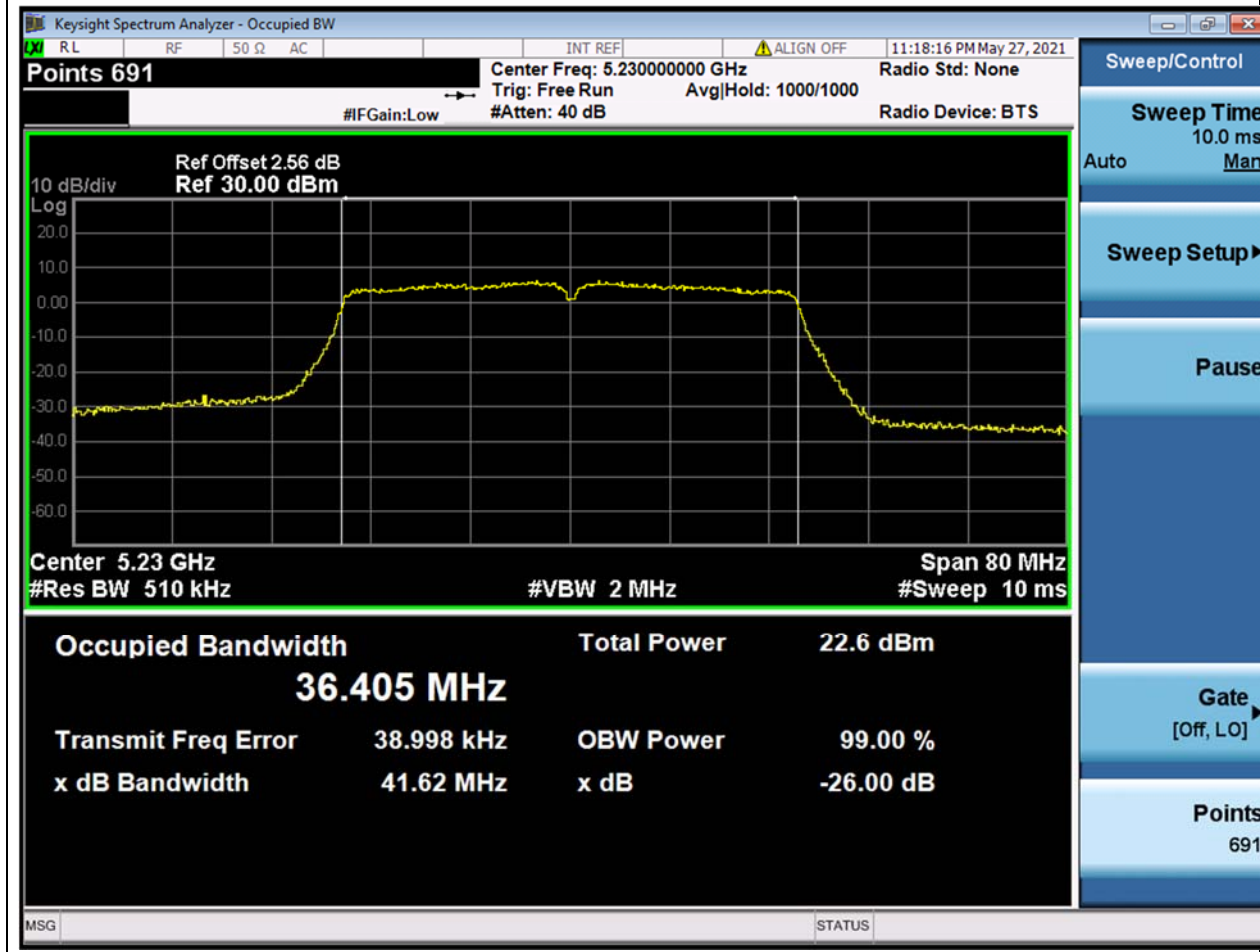 Keysight Spectrum Analyzer - Occupied BW
LXI RL RF 50 Ω AC INT REF ALIGN OFF 11:18:16 PM May 27, 2021
Points 691
Center Freq: 5.230000000 GHz Radio Std: None
Trig: Free Run Avg|Hold: 1000/1000
#IFGain:Low #Atten: 40 dB Radio Device: BTS
Ref Offset 2.56 dB
10 dB/div Ref 30.00 dBm
Log
20.0
10.0
0.00
-10.0
-20.0
-30.0
-40.0
-50.0
-60.0
Center 5.23 GHz Span 80 MHz
#Res BW 510 kHz #VBW 2 MHz #Sweep 10 ms
Occupied Bandwidth Total Power 22.6 dBm
36.405 MHz
Transmit Freq Error 38.998 kHz OBW Power 99.00 %
x dB Bandwidth 41.62 MHz x dB -26.00 dB
MSG STATUS
Sweep/Control
Sweep Time
10.0 ms
Auto Man
Sweep Setup
Pause
Gate
[Off, LO]
Points
691